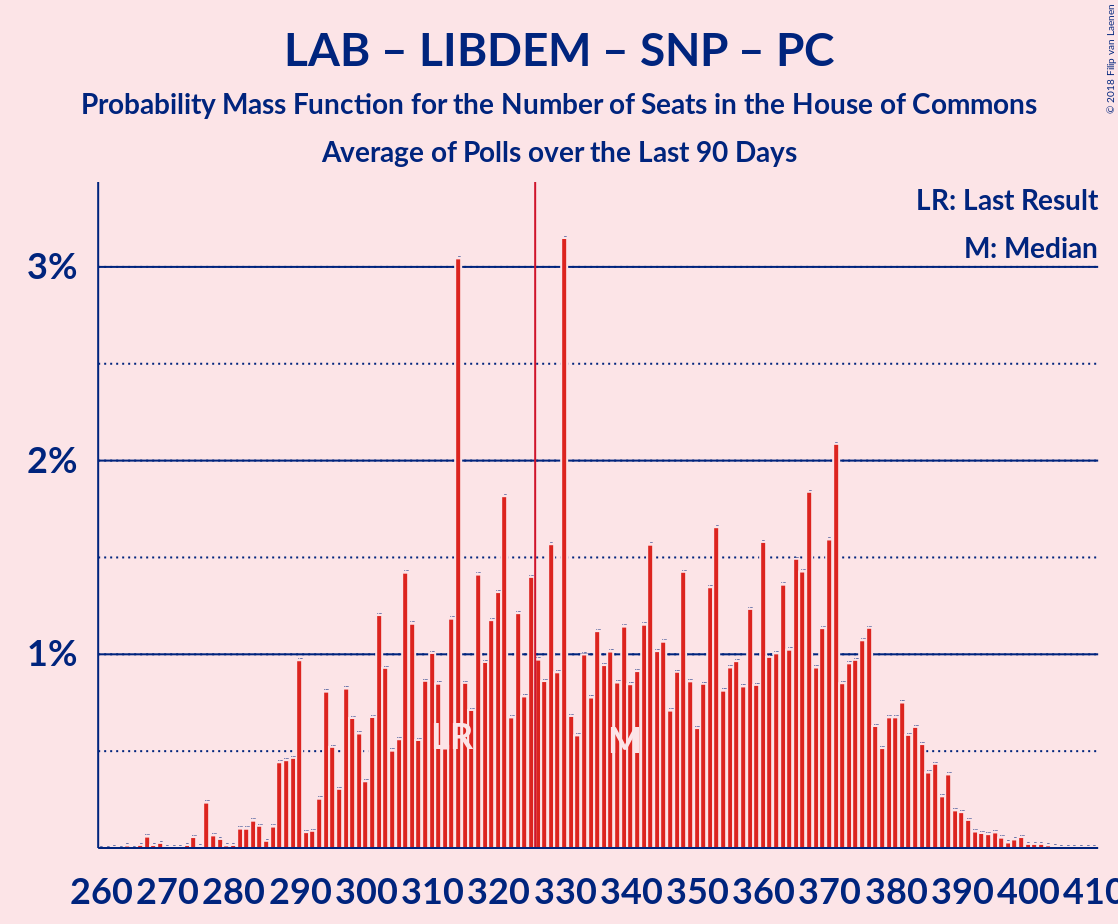 LAB – LIBDEM – SNP – PC
Probability Mass Function for the Number of Seats in the House of Commons
Average of Polls over the Last 90 Days
© 2018 Filip van Laenen
LR: Last Result
M: Median
3%
2%
1%
LR
M
260 270 280 290 300 310 320 330 340 350 360 370 380 390 400 410